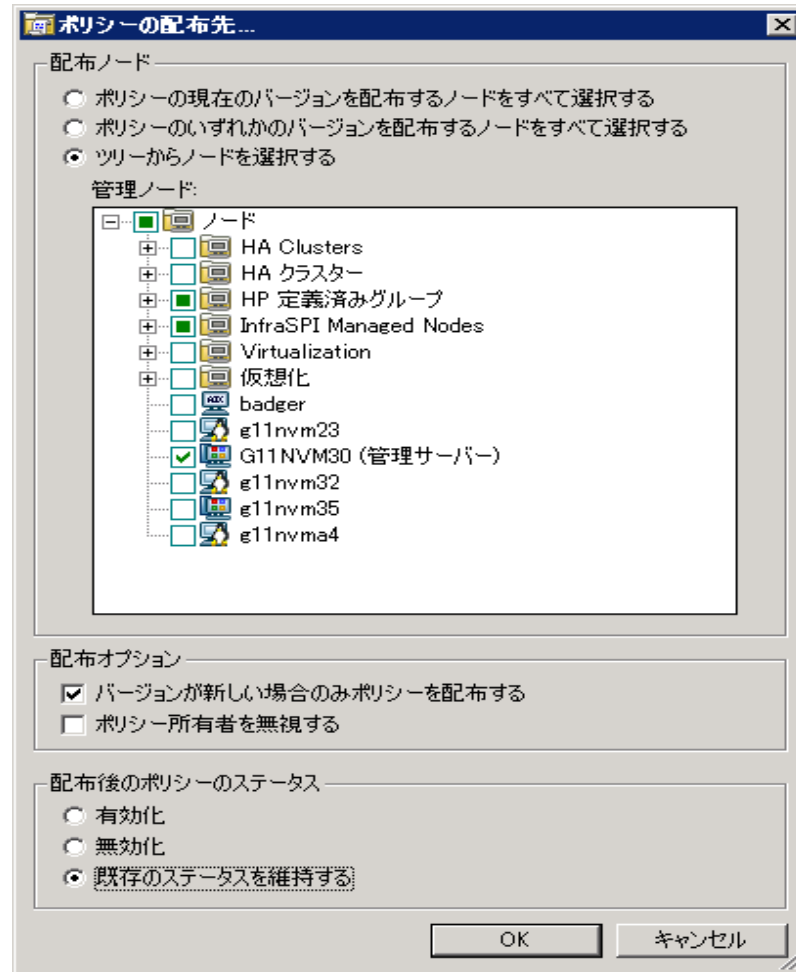 ポリシーの配布先...
配布ノード
ポリシーの現在のバージョンを配布するノードをすべて選択する
ポリシーのいずれかのバージョンを配布するノードをすべて選択する
ツリーからノードを選択する
管理ノード:
ノード
HA Clusters
HA クラスター
HP 定義済みグループ
InfraSPI Managed Nodes
Virtualization
仮想化
AIX badger
g11nvm23
G11NVM30 (管理サーバー)
g11nvm32
g11nvm35
g11nvma4
配布オプション
バージョンが新しい場合のみポリシーを配布する
ポリシー所有者を無視する
配布後のポリシーのステータス
有効化
無効化
既存のステータスを維持する
OK キャンセル